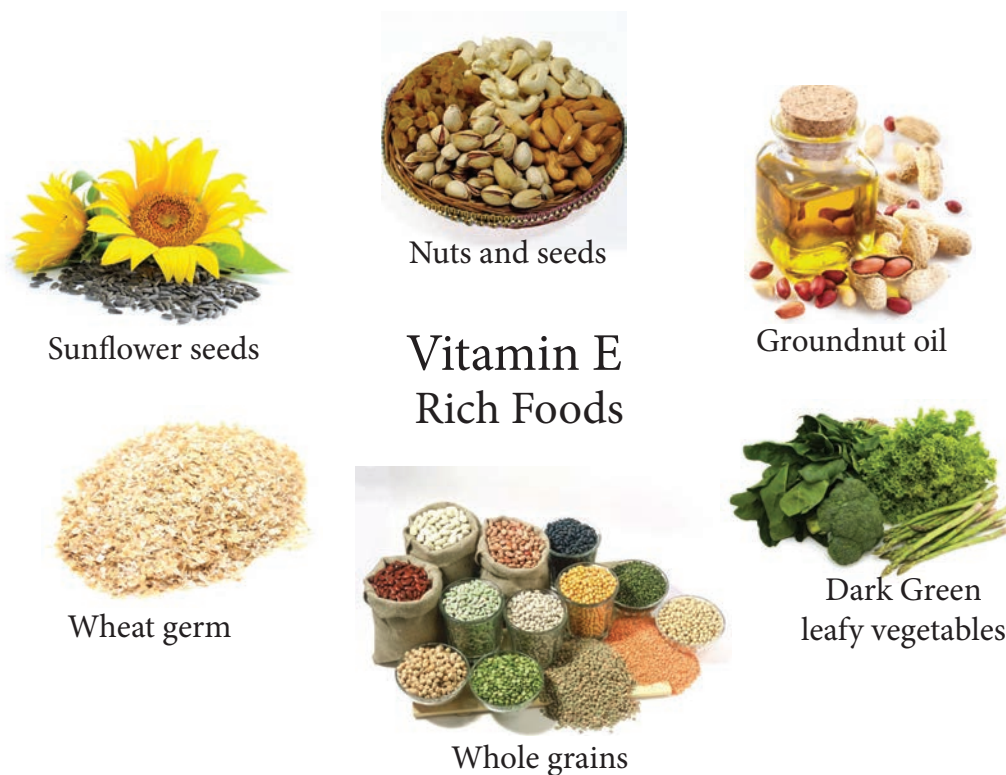 Nuts and seeds
Sunflower seeds
Groundnut oil
Vitamin E
Rich Foods
Wheat germ
Dark Green
leafy vegetables
Whole grains